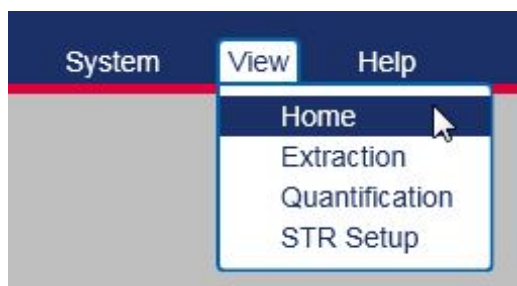 System View Help
Home
Extraction
Quantification
STR Setup